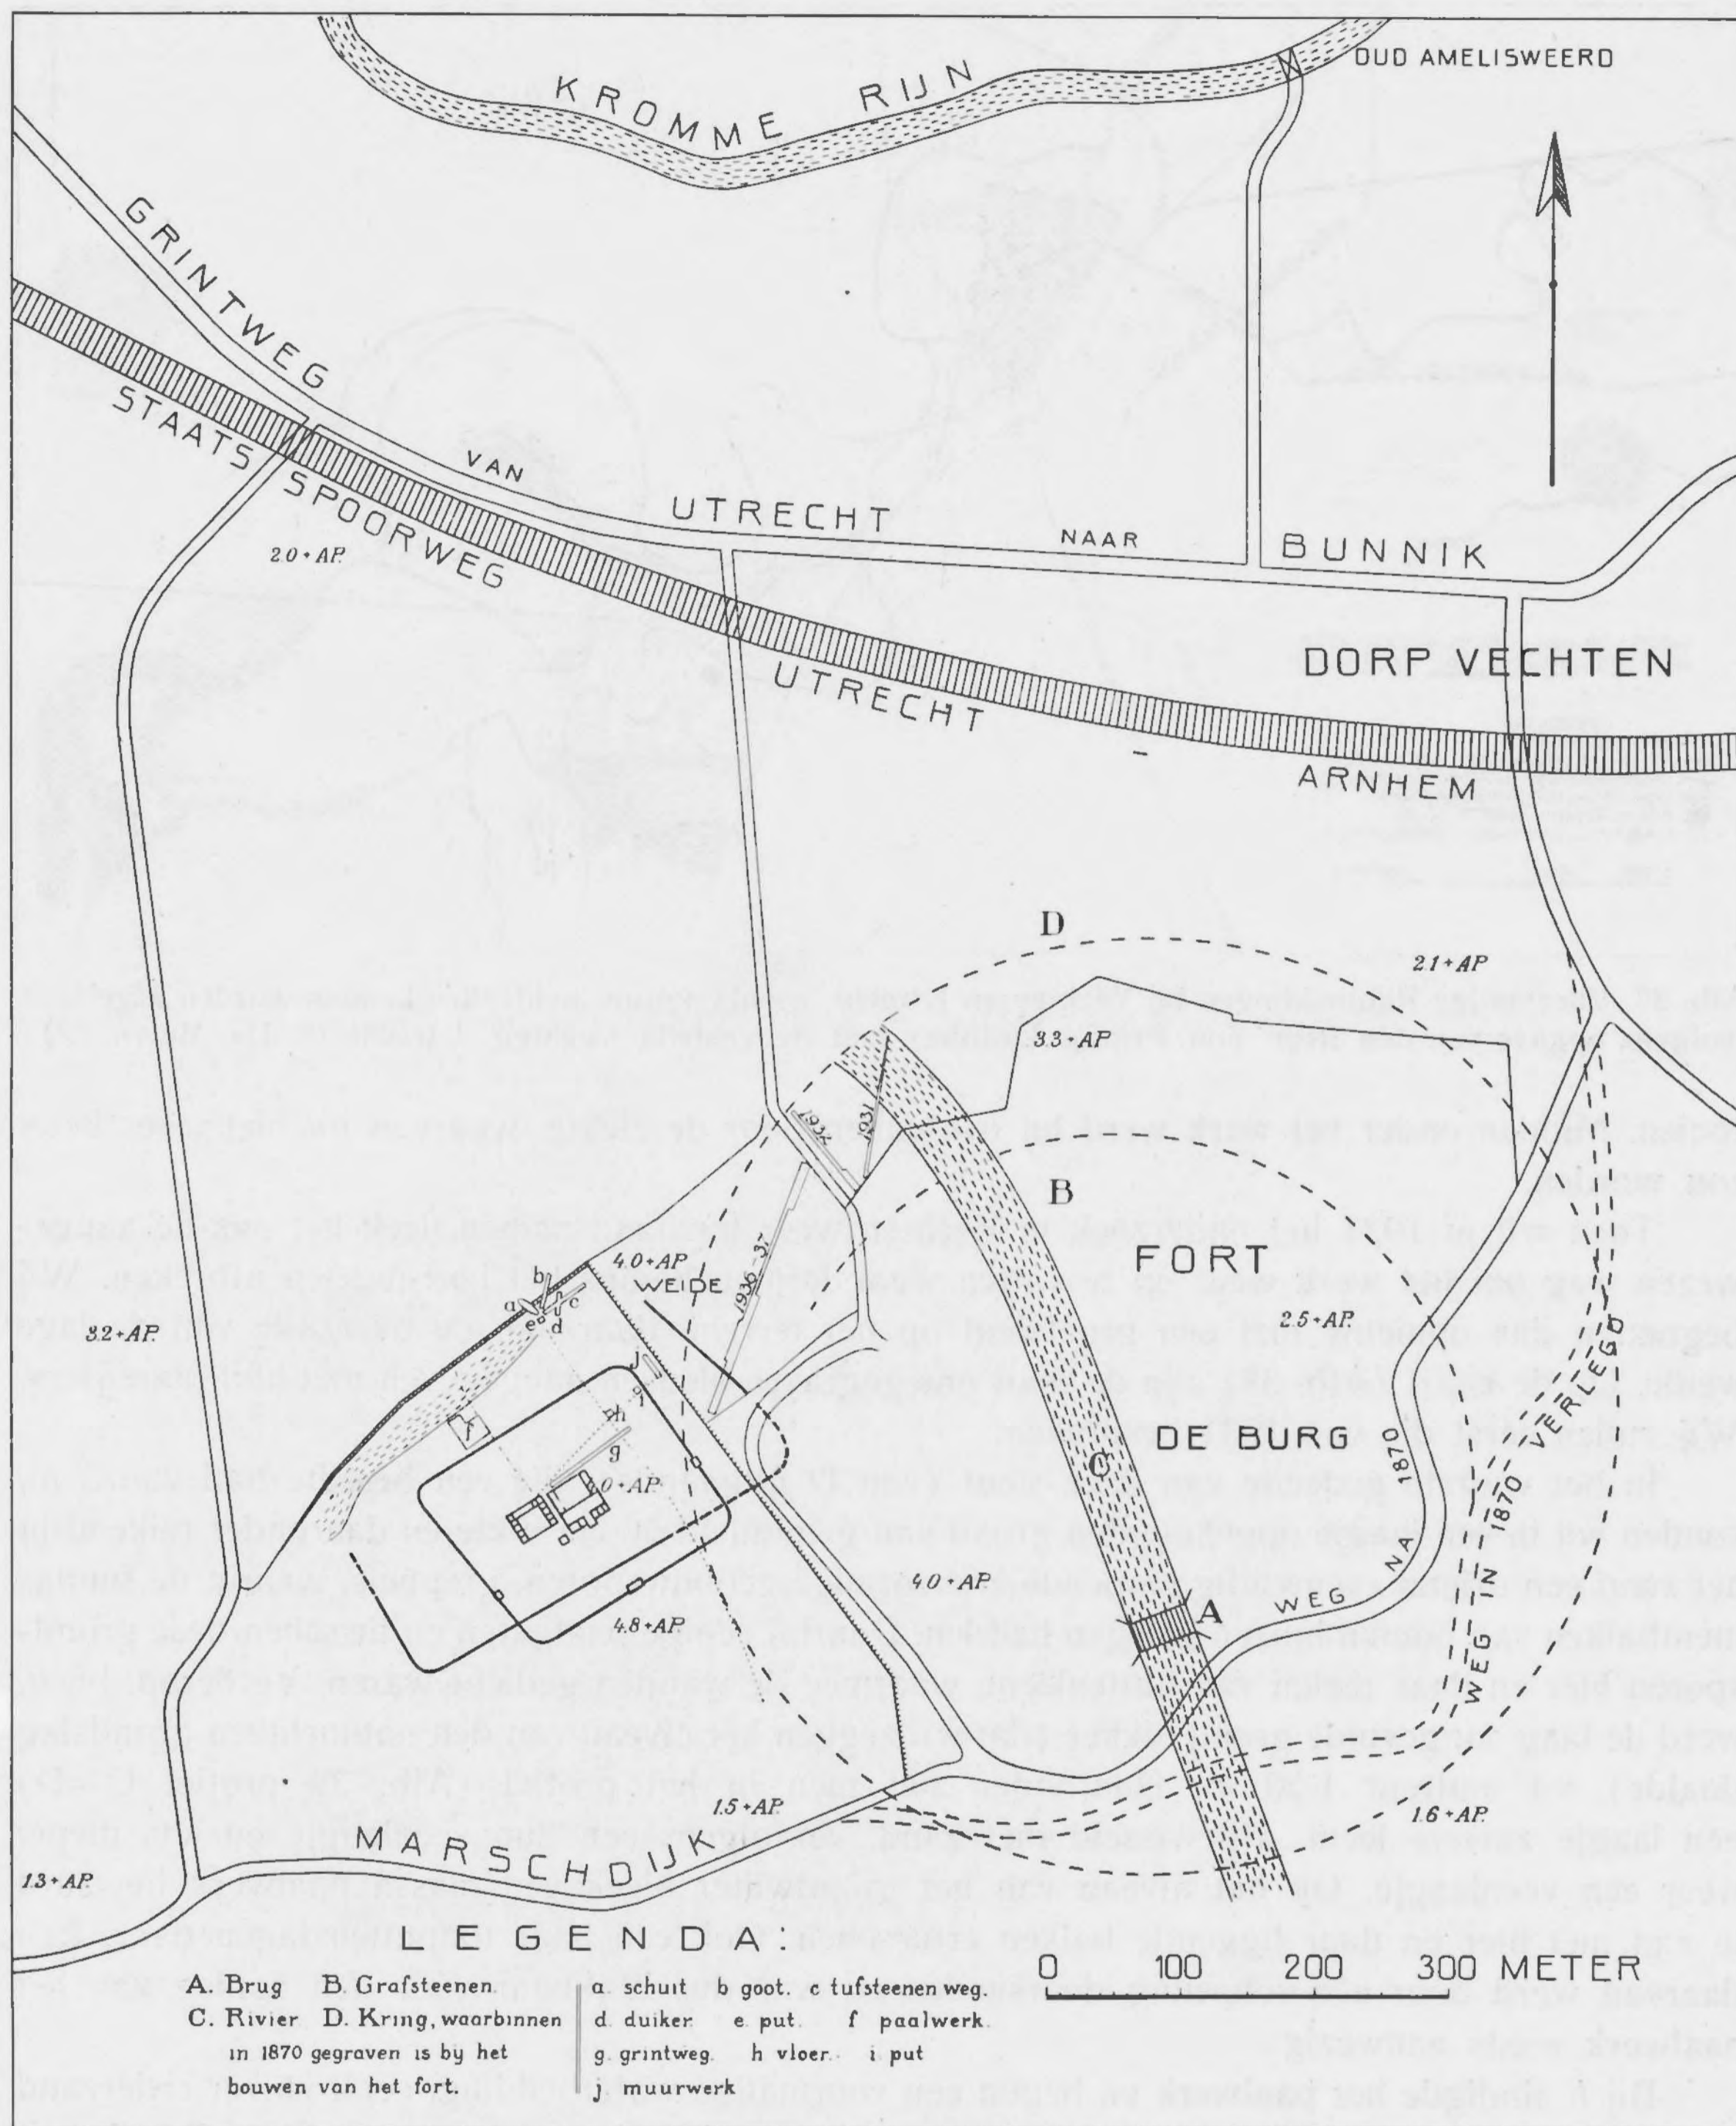 KROMME RIJN
OUD AMELISWEERD
GRINTWEG
VAN
UTRECHT
NAAR
BUNNIK
STAATS SPOORWEG
2.0+AP.
DORP VECHTEN
UTRECHT
ARNHEM
D
2.1+AP
3.3+AP
1932
1931
B
FORT
4.0+AP
WEIDE
1936-37
b
a
c
e
d
3.2+AP.
2.5+AP.
j
f
h
g
DE BURG
C
0+AP.
WEG NA 1870
WEG IN 1870 VERLEGD
4.0+AP.
A
4.8+AP.
1.5+AP.
1.6+AP.
MARSCHDIJK
1.3+AP.
LEGENDA:
0 100 200 300 METER
A. Brug B. Grafsteenen.
C. Rivier D. Kring, waarbinnen
in 1870 gegraven is by het
bouwen van het fort.
a schuit b goot. c tufsteenen weg.
d. duiker. e. put. f paalwerk.
g. grintweg. h vloer. i put
j. muurwerk